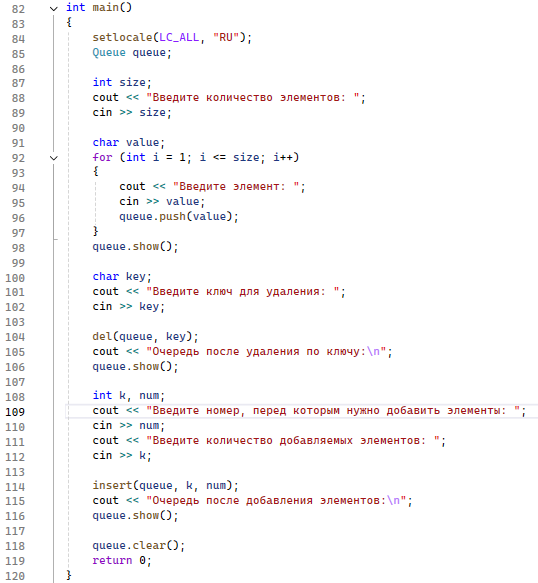 82 int main()
83 {
84 setlocale(LC_ALL, "RU");
85 Queue queue;
86
87 int size;
88 cout << "Введите количество элементов: ";
89 cin >> size;
90
91 char value;
92 for (int i = 1; i <= size; i++)
93 {
94 cout << "Введите элемент: ";
95 cin >> value;
96 queue.push(value);
97 }
98 queue.show();
99
100 char key;
101 cout << "Введите ключ для удаления: ";
102 cin >> key;
103
104 del(queue, key);
105 cout << "Очередь после удаления по ключу:\n";
106 queue.show();
107
108 int k, num;
109 cout << "Введите номер, перед которым нужно добавить элементы: ";
110 cin >> num;
111 cout << "Введите количество добавляемых элементов: ";
112 cin >> k;
113
114 insert(queue, k, num);
115 cout << "Очередь после добавления элементов:\n";
116 queue.show();
117
118 queue.clear();
119 return 0;
120 }